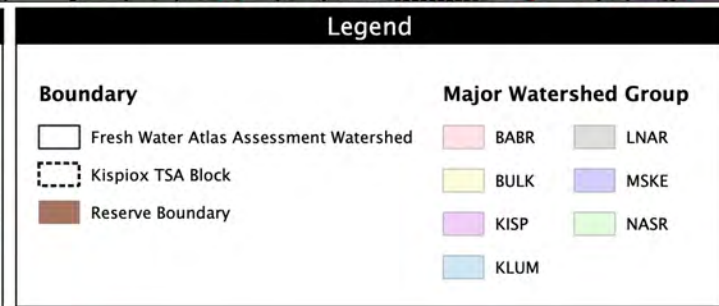 Legend
Boundary
Fresh Water Atlas Assessment Watershed
Kispiox TSA Block
Reserve Boundary
Major Watershed Group
BABR
BULK
KISP
KLUM
LNAR
MSKE
NASR